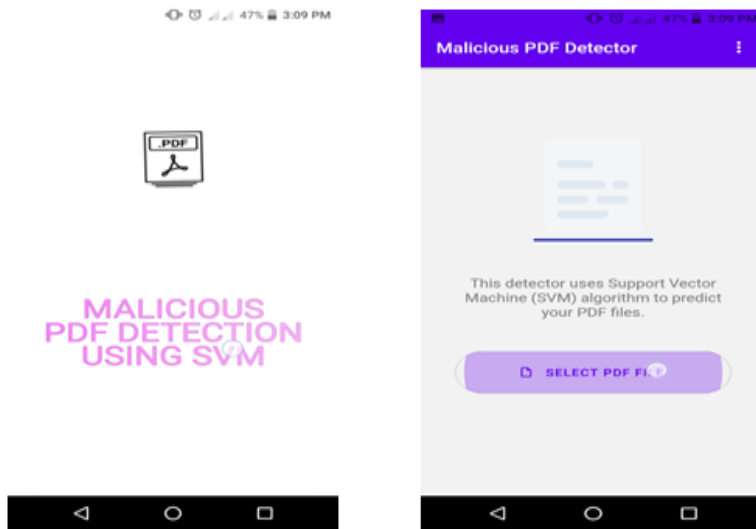 47% 3:09 PM
.PDF
MALICIOUS
PDF DETECTION
USING SVM
47% 3:09 PM
Malicious PDF Detector
This detector uses Support Vector
Machine (SVM) algorithm to predict
your PDF files.
SELECT PDF FILE